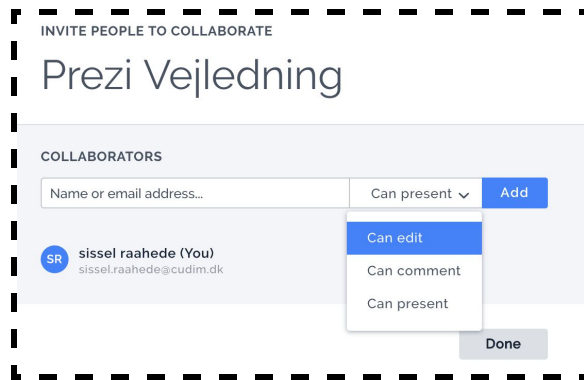 INVITE PEOPLE TO COLLABORATE
Prezi Vejledning
COLLABORATORS
Name or email address... Can present Add
Can edit
SR sissel raahede (You)
sissel.raahede@cudim.dk
Can comment
Can present
Done